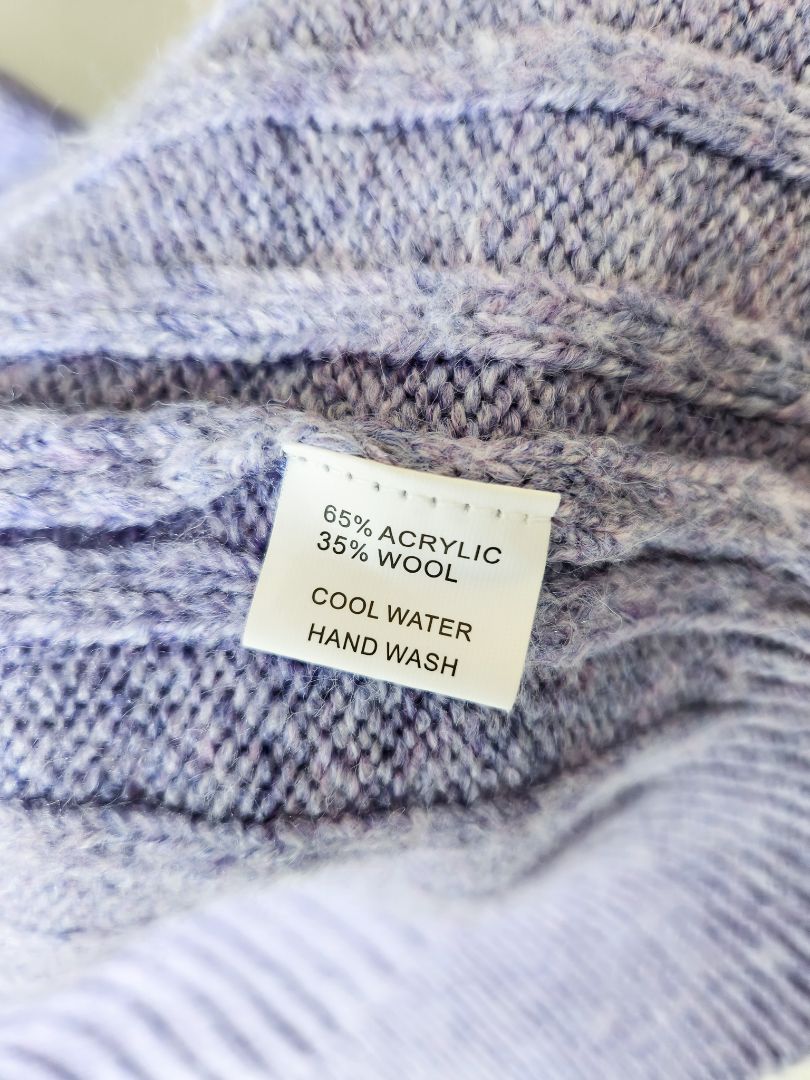 65% ACRYLIC
35% WOOL
COOL WATER
HAND WASH